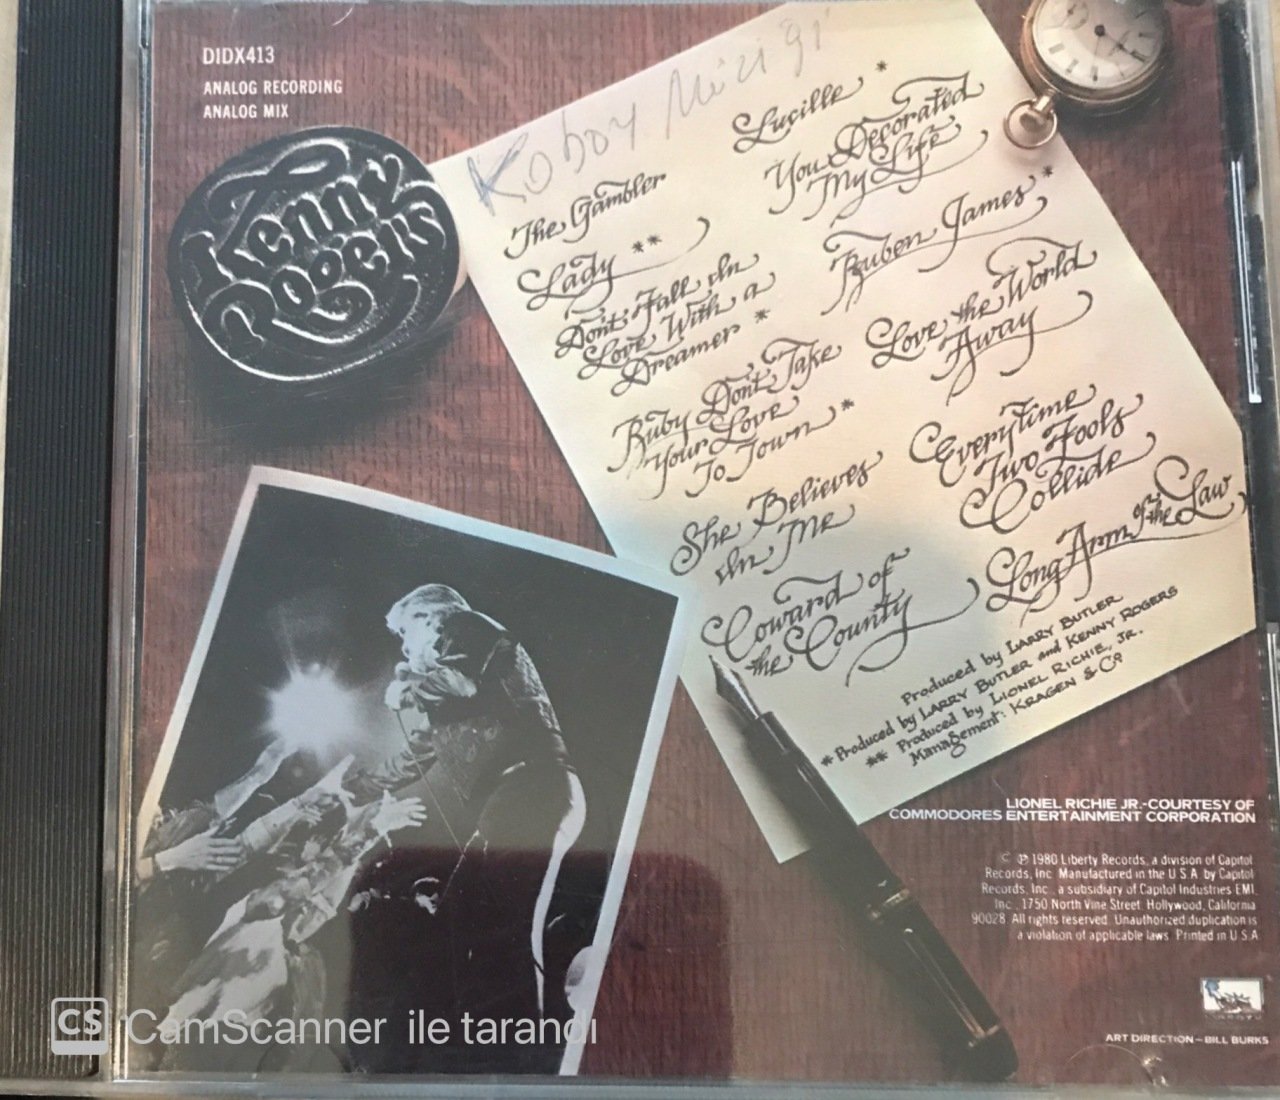 DIDX413
ANALOG RECORDING
ANALOG MIX
Kenny
Rogers
Koboy
The Gambler
Lady **
Don't Fall In
Love With a
Dreamer *
Ruby Don't Take
Your Love
To Town *
She Believes
In Me
Coward of
the County
Lucille *
You Decorated
My Life
Reuben James *
Love the World
Away
Everytime
Two Fools
Collide
Long Arm of the Law
Produced by LARRY BUTLER
* Produced by LARRY BUTLER and KENNY ROGERS
** Produced by LIONEL RICHIE, JR.
Management: KRAGEN & Co
LIONEL RICHIE JR.-COURTESY OF
COMMODORES ENTERTAINMENT CORPORATION
© ℗ 1980 Liberty Records, a division of Capitol
Records, Inc. Manufactured in the U.S.A. by Capitol
Records, Inc., a subsidiary of Capitol Industries EMI,
Inc., 1750 North Vine Street, Hollywood, California
90028. All rights reserved. Unauthorized duplication is
a violation of applicable laws. Printed in U.S.A.
ART DIRECTION—BILL BURKS
CS CamScanner ile tarandı